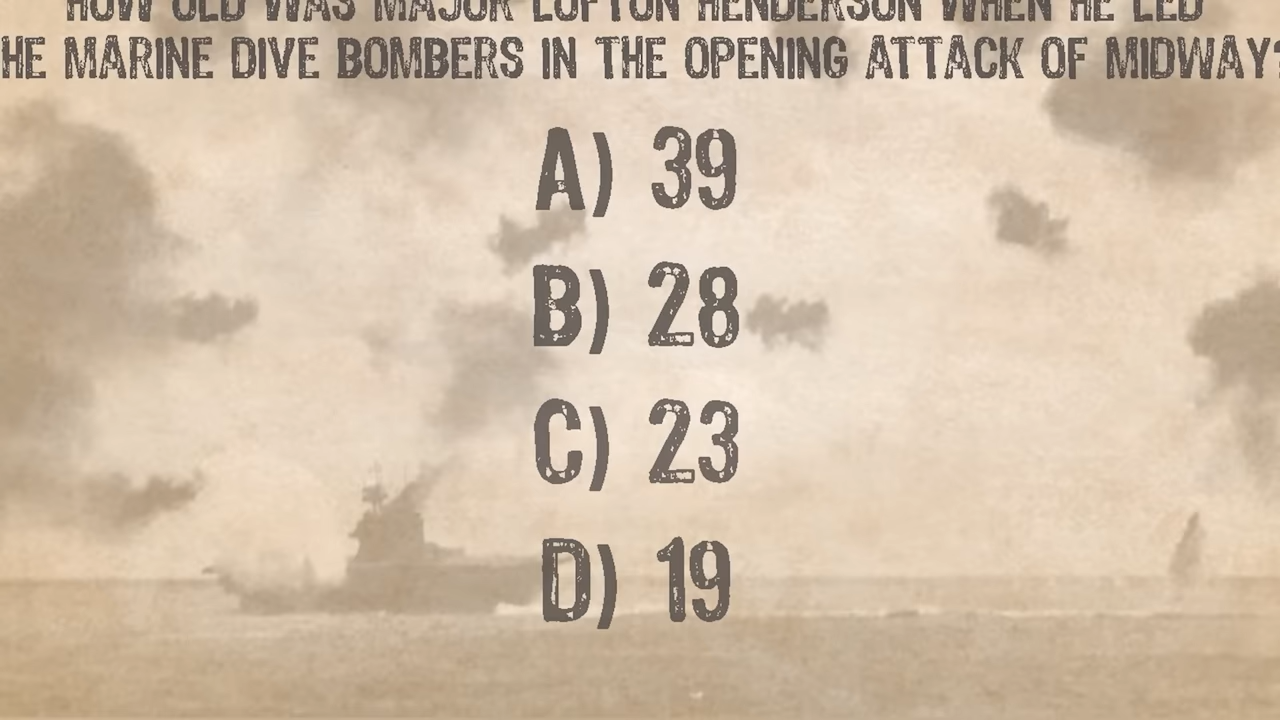 HOW OLD WAS MAJOR LOFTON HENDERSON WHEN HE LED
HE MARINE DIVE BOMBERS IN THE OPENING ATTACK OF MIDWAY?
A) 39
B) 28
C) 23
D) 19